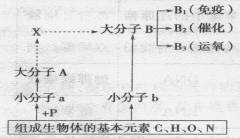 B₁(免疫)
X 大分子 B B₂(催化)
B₃(运氧)
大分子 A
小分子 a 小分子 b
+P
组成生物体的基本元素 C、H、O、N